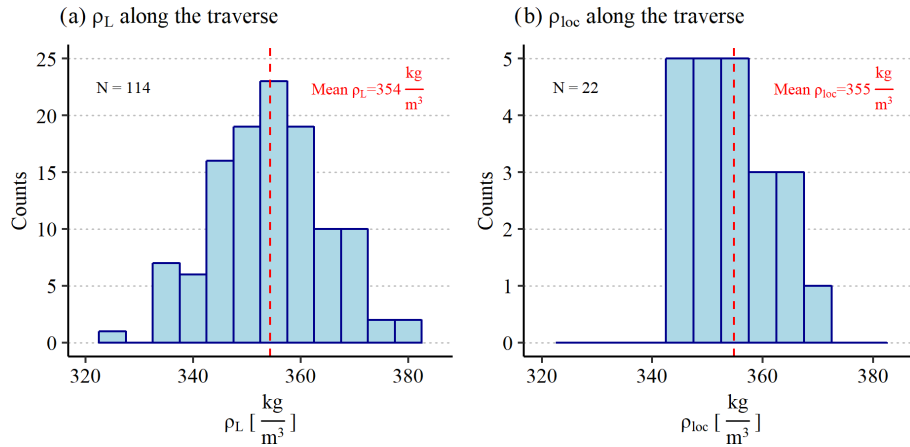 (a) ρL along the traverse
25
20
15
10
5
0
Counts
N = 114
Mean ρL=354 kg/m³
320 340 360 380
ρL [ kg/m³ ]
(b) ρloc along the traverse
5
4
3
2
1
0
Counts
N = 22
Mean ρloc=355 kg/m³
320 340 360 380
ρloc [ kg/m³ ]